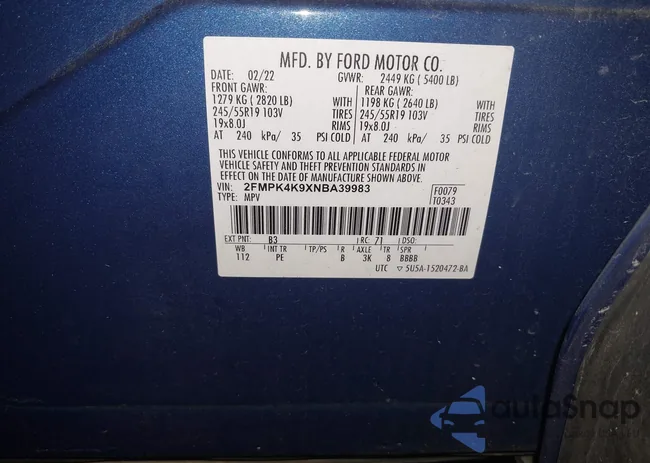 MFD. BY FORD MOTOR CO.
DATE: 02/22 GVWR: 2449 KG (5400 LB)
FRONT GAWR: REAR GAWR:
1279 KG (2820 LB) WITH 1198 KG (2640 LB) WITH
245/55R19 103V TIRES 245/55R19 103V TIRES
19x8.0J RIMS 19x8.0J RIMS
AT 240 kPa/ 35 PSI COLD AT 240 kPa/ 35 PSI COLD
THIS VEHICLE CONFORMS TO ALL APPLICABLE FEDERAL MOTOR
VEHICLE SAFETY AND THEFT PREVENTION STANDARDS IN EFFECT
ON THE DATE OF MANUFACTURE SHOWN ABOVE.
VIN: 2FMPK4K9XNBA39983 F0079
TYPE: MPV T0343
EXT PNT: B3 RC: 71 DSO:
WB INT TR TP/PS R AXLE TR SPR
112 PE B 3K 8 BBBB
UTC ▽ 5U5A-1520472-BA
autoSnap